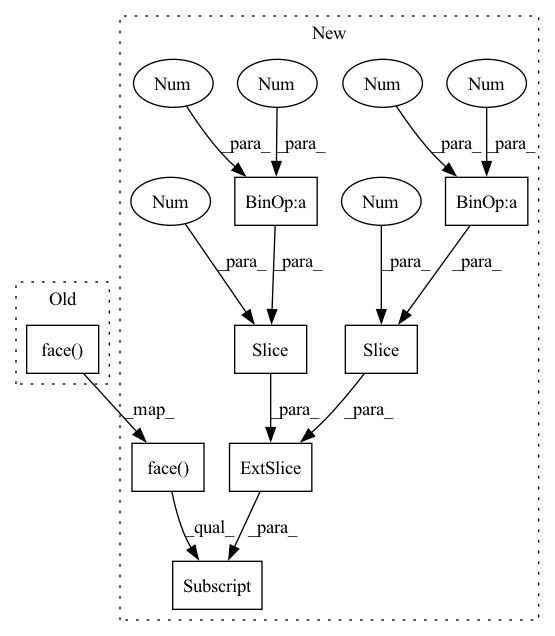 New
Num
Num
Num
Num
_para_
_para_
_para_
_para_
Num
BinOp:a
Num
BinOp:a
_para_
_para_
_para_
_para_
Old
face()
Slice
Slice
_map_
_para_
_para_
face()
ExtSlice
_qual_
_para_
Subscript